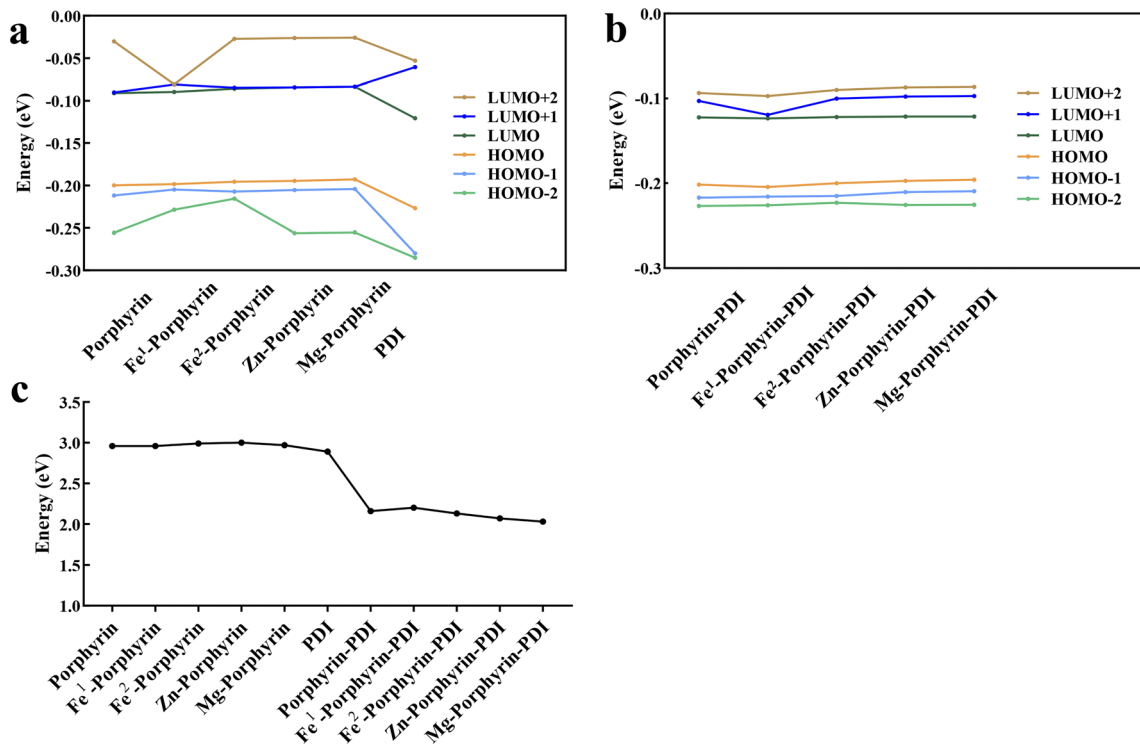 a
Energy (eV)
0.00
-0.05
-0.10
-0.15
-0.20
-0.25
-0.30
LUMO+2
LUMO+1
LUMO
HOMO
HOMO-1
HOMO-2
Porphyrin
Fe¹-Porphyrin
Fe²-Porphyrin
Zn-Porphyrin
Mg-Porphyrin
PDI
b
Energy (eV)
-0.0
-0.1
-0.2
-0.3
LUMO+2
LUMO+1
LUMO
HOMO
HOMO-1
HOMO-2
Porphyrin-PDI
Fe¹-Porphyrin-PDI
Fe²-Porphyrin-PDI
Zn-Porphyrin-PDI
Mg-Porphyrin-PDI
c
Energy (eV)
3.5
3.0
2.5
2.0
1.5
1.0
Porphyrin
Fe¹-Porphyrin
Fe²-Porphyrin
Zn-Porphyrin
Mg-Porphyrin
PDI
Porphyrin-PDI
Fe¹-Porphyrin-PDI
Fe²-Porphyrin-PDI
Zn-Porphyrin-PDI
Mg-Porphyrin-PDI